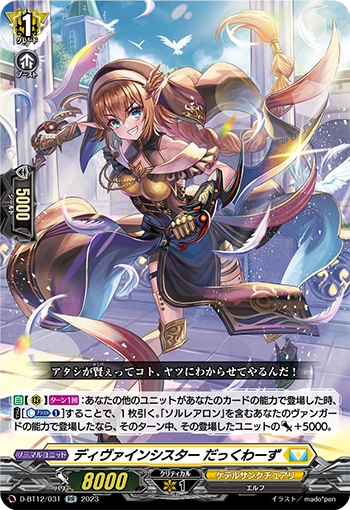 1
グレード
ブースト
シールド
5000
アタシが賢ぇってコト、ヤツにわからせてやるんだ!
自【R】ターン1回:あなたの他のユニットがあなたのカードの能力で登場した時、
【ソウルブラスト1】することで、1枚引く。「ソルレアロン」を含むあなたのヴァンガー
ドの能力で登場したなら、そのターン中、その登場したユニットの+5000。
ノーマルユニット
ディヴァインシスター だっくわーず
パワー
8000
クリティカル
1
ケテルサンクチュアリ
エルフ
D-BT12/031 RR 2023
イラスト/mado*pen